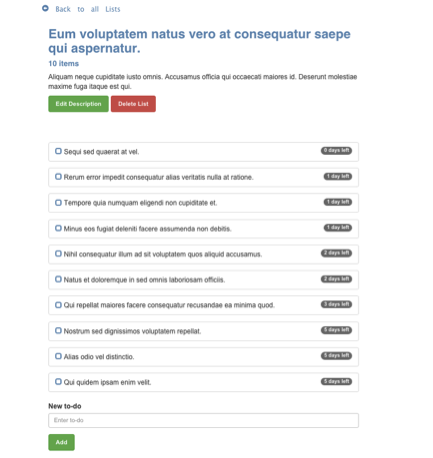 Back to all Lists
Eum voluptatem natus vero at consequatur saepe
qui aspernatur.
10 items
Aliquam neque cupiditate iusto omnis. Accusamus officia qui occaecati maiores id. Deserunt molestiae
maxime fuga itaque est qui.
Edit Description Delete List
Sequi sed quaerat at vel. 0 days left
Rerum error impedit consequatur alias veritatis nulla at ratione. 1 day left
Tempore quia numquam eligendi non cupiditate et. 1 day left
Minus eos fugiat deleniti facere assumenda non debitis. 1 day left
Nihil consequatur illum ad sit voluptatem quos aliquid accusamus. 2 days left
Natus et doloremque in sed omnis laboriosam officiis. 2 days left
Qui repellat maiores facere consequatur recusandae ea minima quod. 3 days left
Nostrum sed dignissimos voluptatem repellat. 5 days left
Alias odio vel distinctio. 5 days left
Qui quidem ipsam enim velit. 5 days left
New to-do
Enter to-do
Add